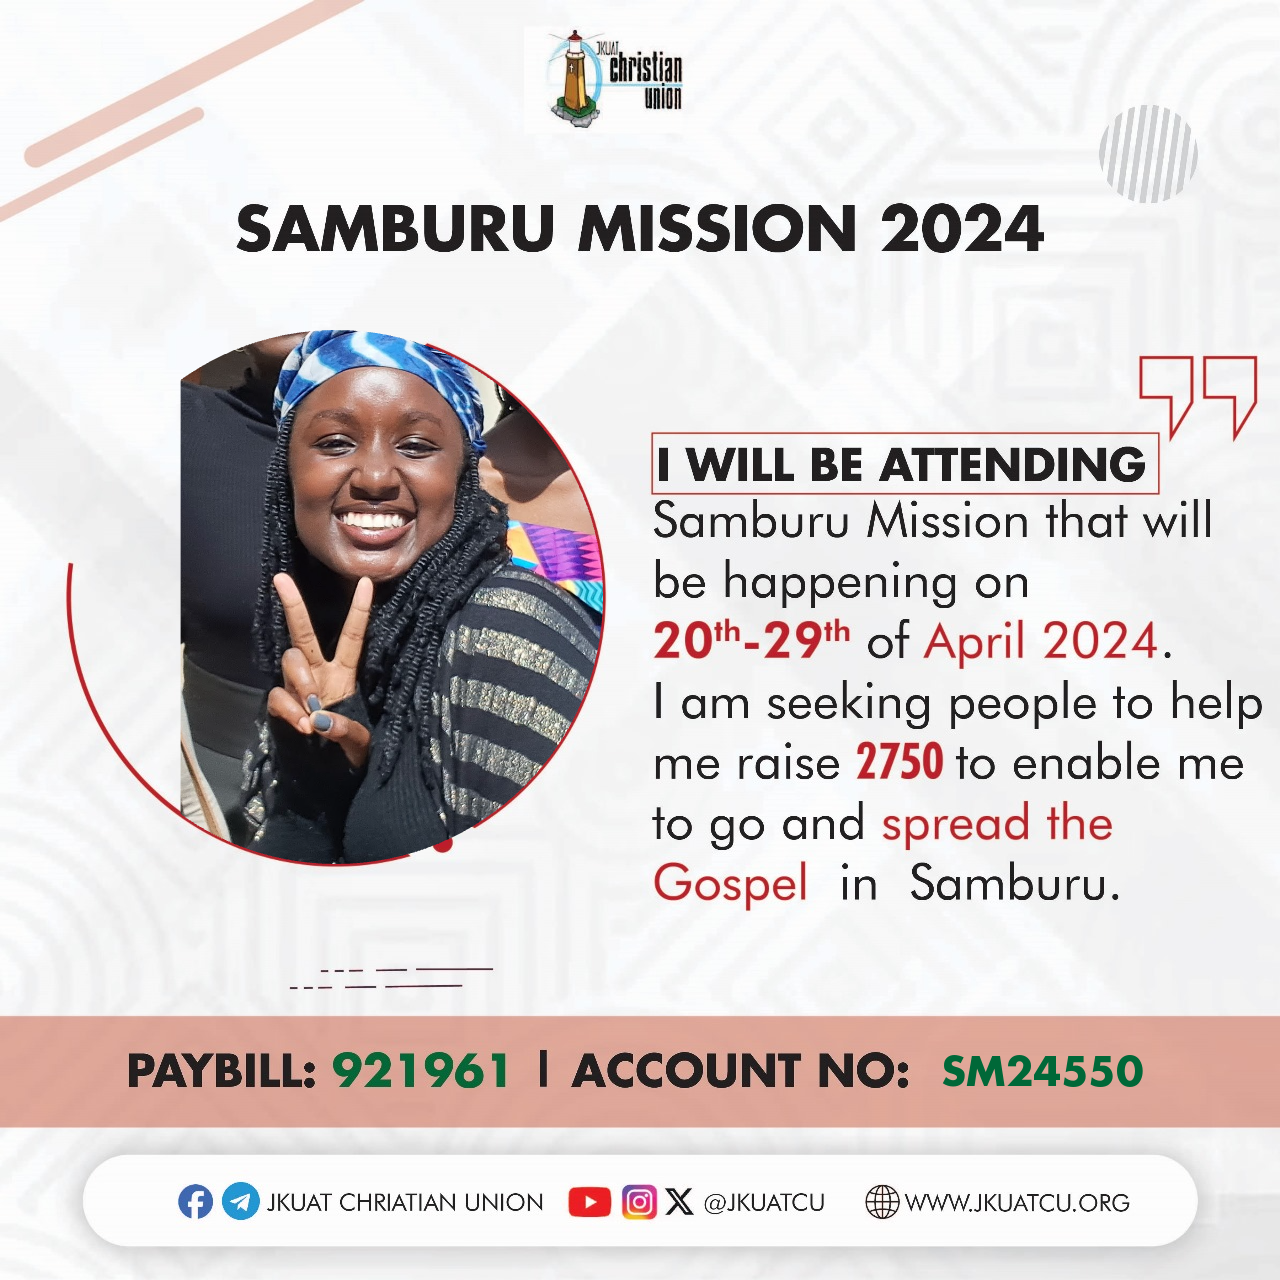 JKUAT
christian
union
SAMBURU MISSION 2024
I WILL BE ATTENDING
Samburu Mission that will
be happening on
20th-29th of April 2024.
I am seeking people to help
me raise 2750 to enable me
to go and spread the
Gospel in Samburu.
PAYBILL: 921961 | ACCOUNT NO: SM24550
JKUAT CHRIATIAN UNION @JKUATCU WWW.JKUATCU.ORG